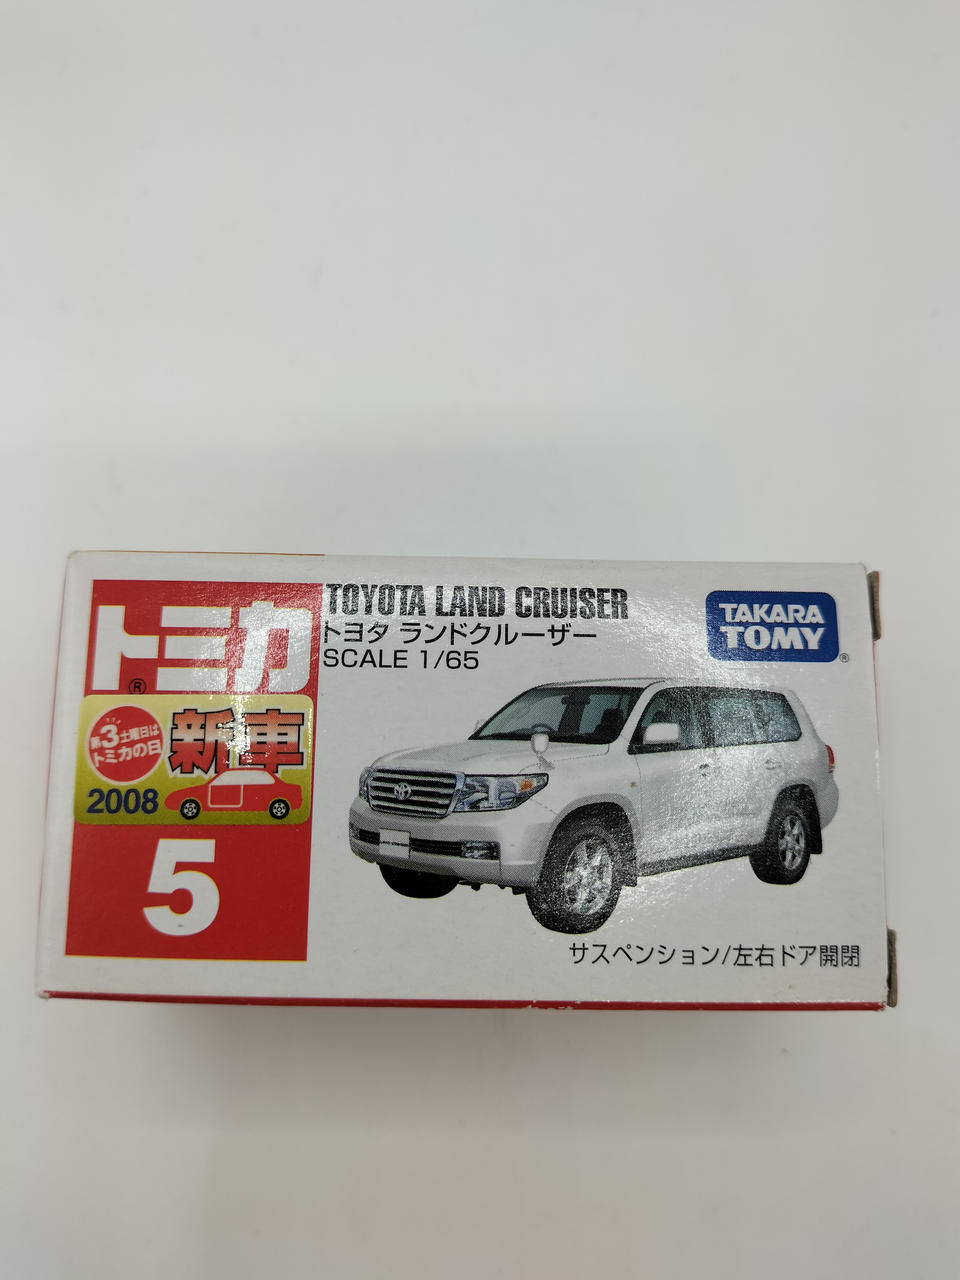 トミカ
®
第3土曜日は
トミカの日
新車
2008
5
TOYOTA LAND CRUISER
トヨタ ランドクルーザー
SCALE 1/65
TAKARA
TOMY
®
サスペンション/左右ドア開閉